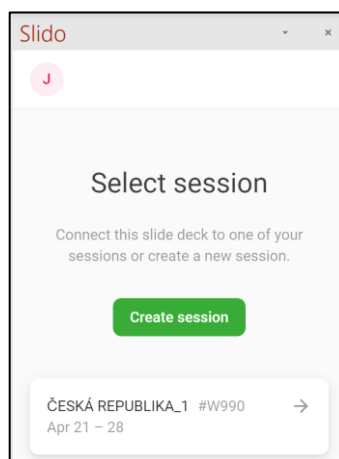 Slido
J
Select session
Connect this slide deck to one of your
sessions or create a new session.
Create session
ČESKÁ REPUBLIKA_1 #W990
Apr 21 – 28